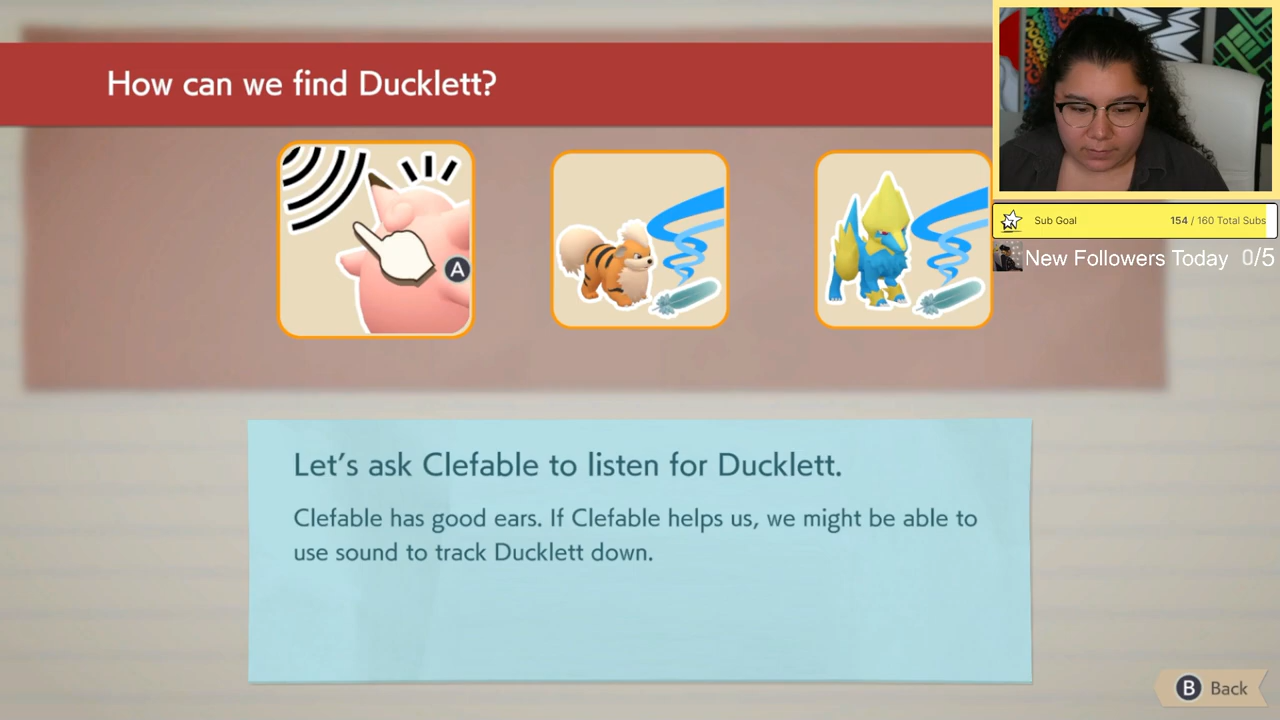 How can we find Ducklett?
A
Sub Goal 154 / 160 Total Subs
New Followers Today 0/5
Let's ask Clefable to listen for Ducklett.
Clefable has good ears. If Clefable helps us, we might be able to
use sound to track Ducklett down.
B Back